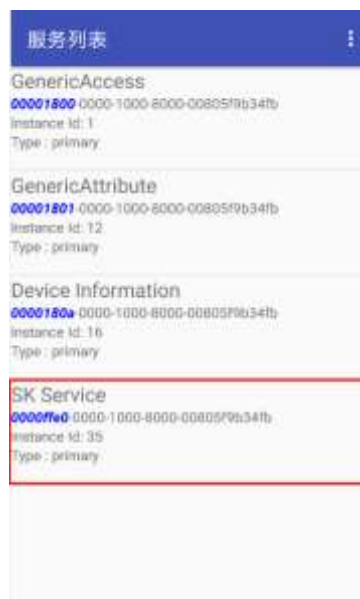 服务列表
GenericAccess
00001800-0000-1000-8000-00805f9b34fb
Instance Id: 1
Type : primary
GenericAttribute
00001801-0000-1000-8000-00805f9b34fb
Instance Id: 12
Type : primary
Device Information
0000180a-0000-1000-8000-00805f9b34fb
Instance Id: 16
Type : primary
SK Service
0000ffe0-0000-1000-8000-00805f9b34fb
Instance Id: 35
Type : primary